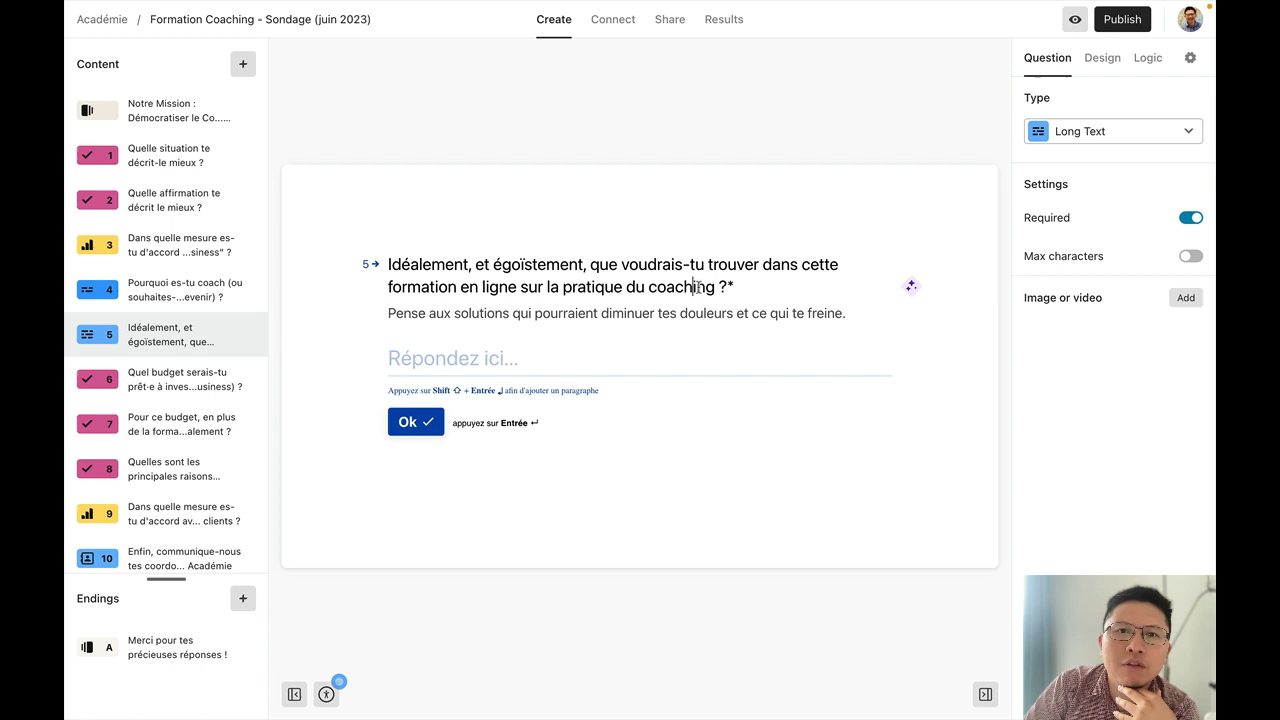 Académie / Formation Coaching - Sondage (juin 2023)
Create Connect Share Results
Publish
Content
+
Notre Mission :
Démocratiser le Co......
1 Quelle situation te
décrit-le mieux ?
2 Quelle affirmation te
décrit le mieux ?
3 Dans quelle mesure es-
tu d'accord ...siness" ?
4 Pourquoi es-tu coach (ou
souhaites-...evenir) ?
5 Idéalement, et
égoïstement, que...
6 Quel budget serais-tu
prêt·e à inves...usiness) ?
7 Pour ce budget, en plus
de la forma...alement ?
8 Quelles sont les
principales raisons...
9 Dans quelle mesure es-
tu d'accord av... clients ?
10 Enfin, communique-nous
tes coordo... Académie
Endings
+
A Merci pour tes
précieuses réponses !
5→ Idéalement, et égoïstement, que voudrais-tu trouver dans cette
formation en ligne sur la pratique du coaching ?*
Pense aux solutions qui pourraient diminuer tes douleurs et ce qui te freine.
Répondez ici...
Appuyez sur Shift ⇧ + Entrée ↲ afin d'ajouter un paragraphe
Ok ✓ appuyez sur Entrée ↵
Question Design Logic
Type
Long Text
Settings
Required
Max characters
Image or video Add